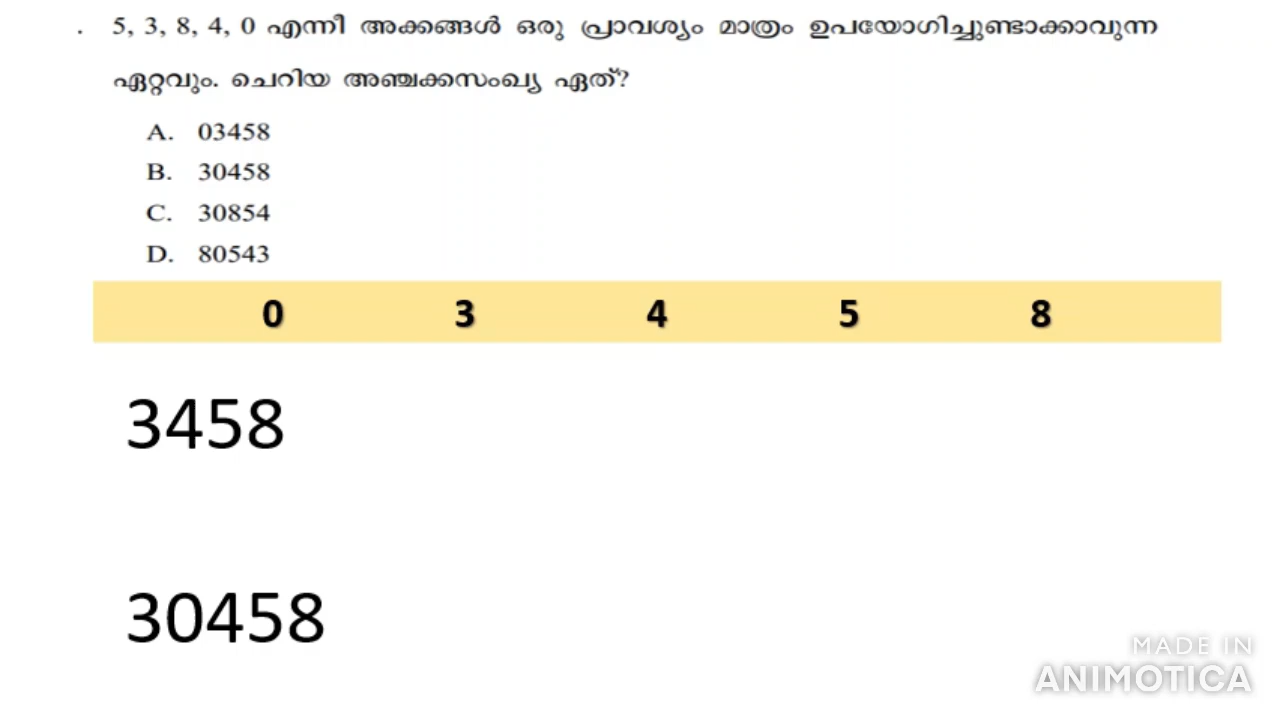 . 5, 3, 8, 4, 0 എന്നീ അക്കങ്ങൾ ഒരു പ്രാവശ്യം മാത്രം ഉപയോഗിച്ചുണ്ടാക്കാവുന്ന
ഏറ്റവും. ചെറിയ അഞ്ചക്കസംഖ്യ ഏത്?
A. 03458
B. 30458
C. 30854
D. 80543
0 3 4 5 8
3458
30458
MADE IN
ANIMOTICA